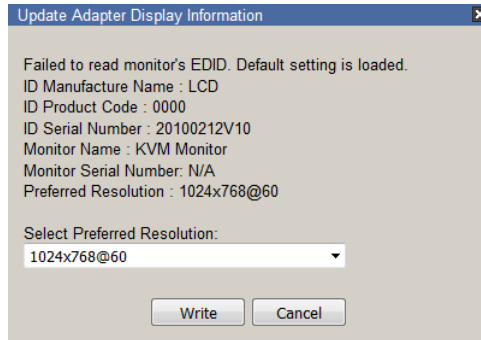 Update Adapter Display Information
Failed to read monitor's EDID. Default setting is loaded.
ID Manufacture Name : LCD
ID Product Code : 0000
ID Serial Number : 20100212V10
Monitor Name : KVM Monitor
Monitor Serial Number: N/A
Preferred Resolution : 1024x768@60
Select Preferred Resolution:
1024x768@60
Write Cancel